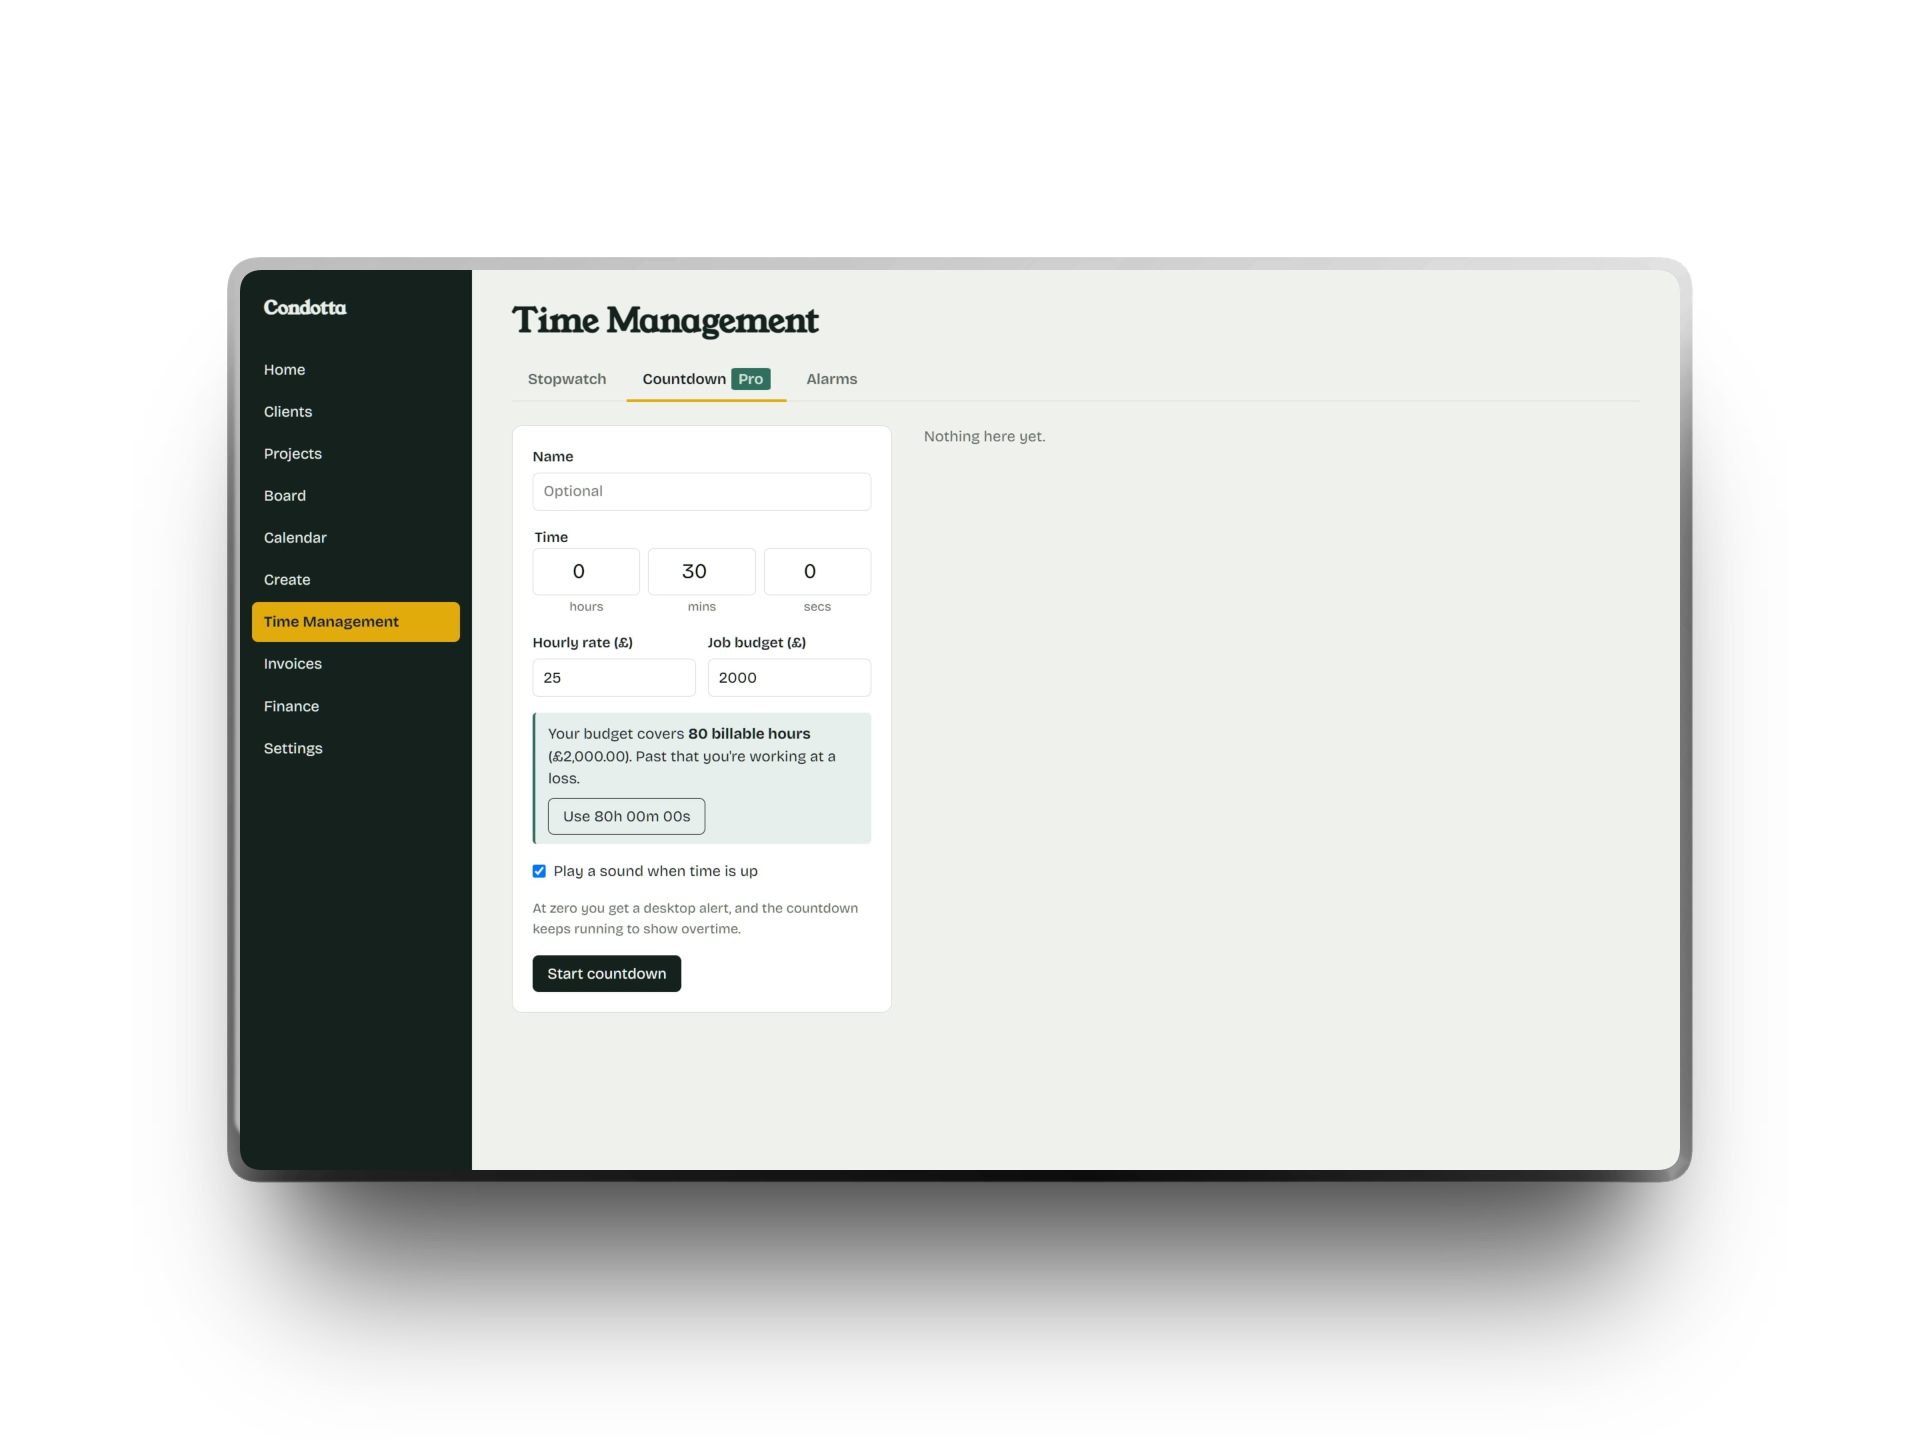 Condotta
Home
Clients
Projects
Board
Calendar
Create
Time Management
Invoices
Finance
Settings
Time Management
Stopwatch
Countdown Pro
Alarms
Name
Optional
Time
0 30 0
hours mins secs
Hourly rate (£) Job budget (£)
25 2000
Your budget covers 80 billable hours
(£2,000.00). Past that you're working at a
loss.
Use 80h 00m 00s
Play a sound when time is up
At zero you get a desktop alert, and the countdown
keeps running to show overtime.
Start countdown
Nothing here yet.